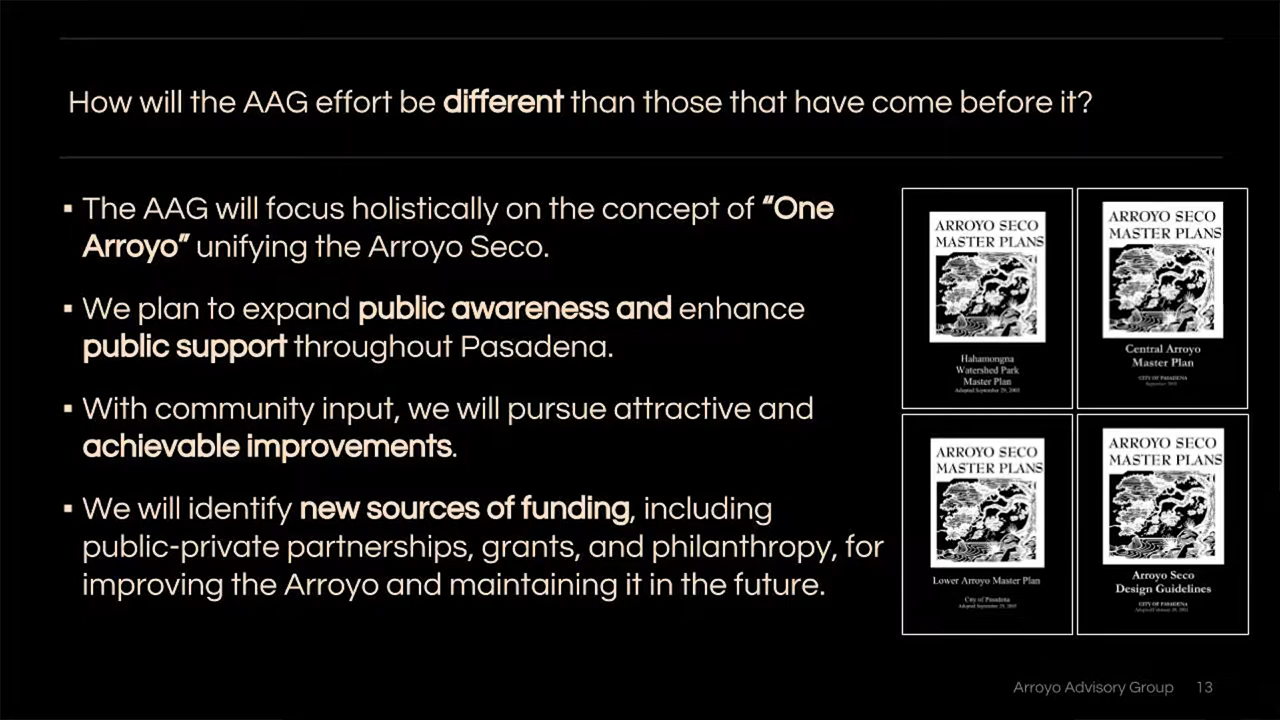 How will the AAG effort be different than those that have come before it?
▪ The AAG will focus holistically on the concept of “One
Arroyo” unifying the Arroyo Seco.
▪ We plan to expand public awareness and enhance
public support throughout Pasadena.
▪ With community input, we will pursue attractive and
achievable improvements.
▪ We will identify new sources of funding, including
public-private partnerships, grants, and philanthropy, for
improving the Arroyo and maintaining it in the future.
ARROYO SECO
MASTER PLANS
Hahamongna
Watershed Park
Master Plan
Adopted September 29, 2003
ARROYO SECO
MASTER PLANS
Central Arroyo
Master Plan
CITY OF PASADENA
ARROYO SECO
MASTER PLANS
Lower Arroyo Master Plan
City of Pasadena
ARROYO SECO
MASTER PLANS
Arroyo Seco
Design Guidelines
CITY OF PASADENA
Arroyo Advisory Group 13